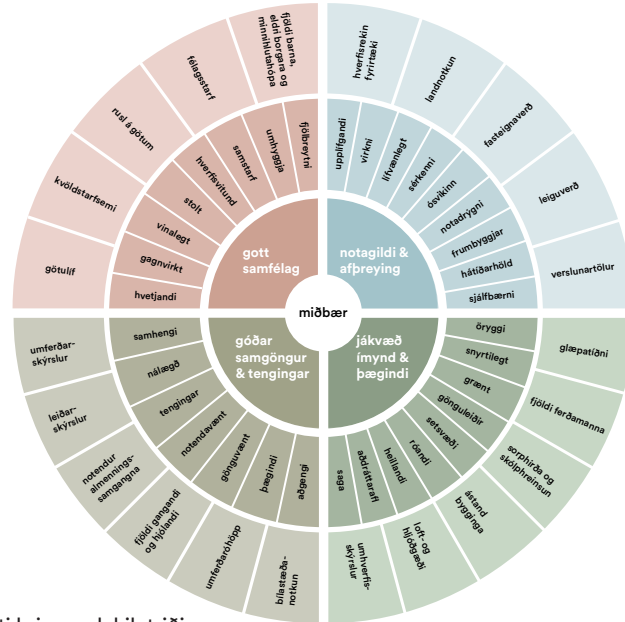 fjöldi barna,
eldri borgara og
minnihlutahópa
félagsstarf
rusl á götum
kvöldstarfsemi
götulíf
fjölbreytni
umhyggja
samstarf
hverfisvitund
stolt
vinalegt
gagnvirkt
hvetjandi
gott
samfélag
hverfisrekin
fyrirtæki
landnotkun
fasteignaverð
leiguverð
verslunartölur
upplifgandi
virkni
lífvænlegt
sérkenni
ósvikinn
notadrýgni
frumbyggjar
hátíðarhöld
sjálfbærni
notagildi &
afþreying
miðbær
góðar
samgöngur
& tengingar
samhengi
nálægð
tengingar
notendavænt
gönguvænt
þægindi
aðgengi
umferðar-
skýrslur
leiðar-
skýrslur
notendur
almennings-
samgangna
fjöldi gangandi
og hjólandi
umferðaróhöpp
bílastæða-
notkun
jákvæð
ímynd &
þægindi
öryggi
snyrtilegt
grænt
gönguleiðir
setsvæði
róandi
heillandi
aðdráttarafl
saga
glæpatíðni
fjöldi ferðamanna
sorphirða og
skólphreinsun
ástand
bygginga
loft- og
hljóðgæði
umhverfis-
skýrslur